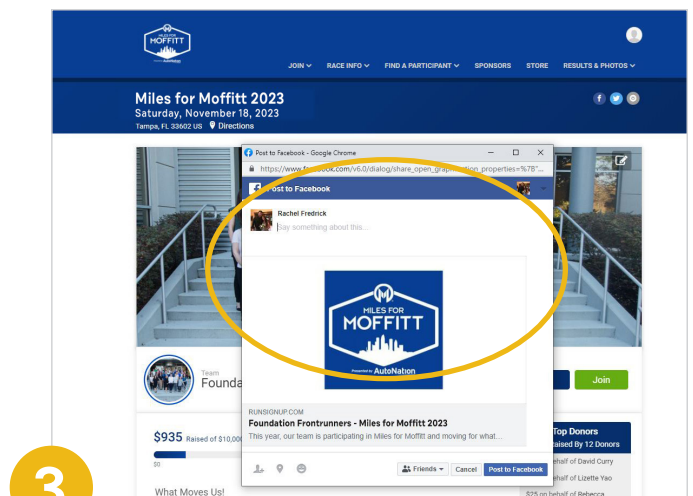 MILES FOR
MOFFITT
JOIN
RACE INFO
FIND A PARTICIPANT
SPONSORS
STORE
RESULTS & PHOTOS
Miles for Moffitt 2023
Saturday, November 18, 2023
Tampa, FL 33602 US Directions
Post to Facebook - Google Chrome
https://www.facebook.com/v6.0/dialog/share_open_graph
Post to Facebook
Rachel Fredrick
Say something about this...
MILES FOR
MOFFITT
Presented by AutoNation
Team
Founda
Join
RUNSIGNUP.COM
Foundation Frontrunners - Miles for Moffitt 2023
This year, our team is participating in Miles for Moffitt and moving for what...
$935 Raised of $10,00
$0
Top Donors
aised By 12 Donors
ehalf of David Curry
ehalf of Lizette Yao
$25 on behalf of Rebecca
Friends
Cancel
Post to Facebook
What Moves Us!
3